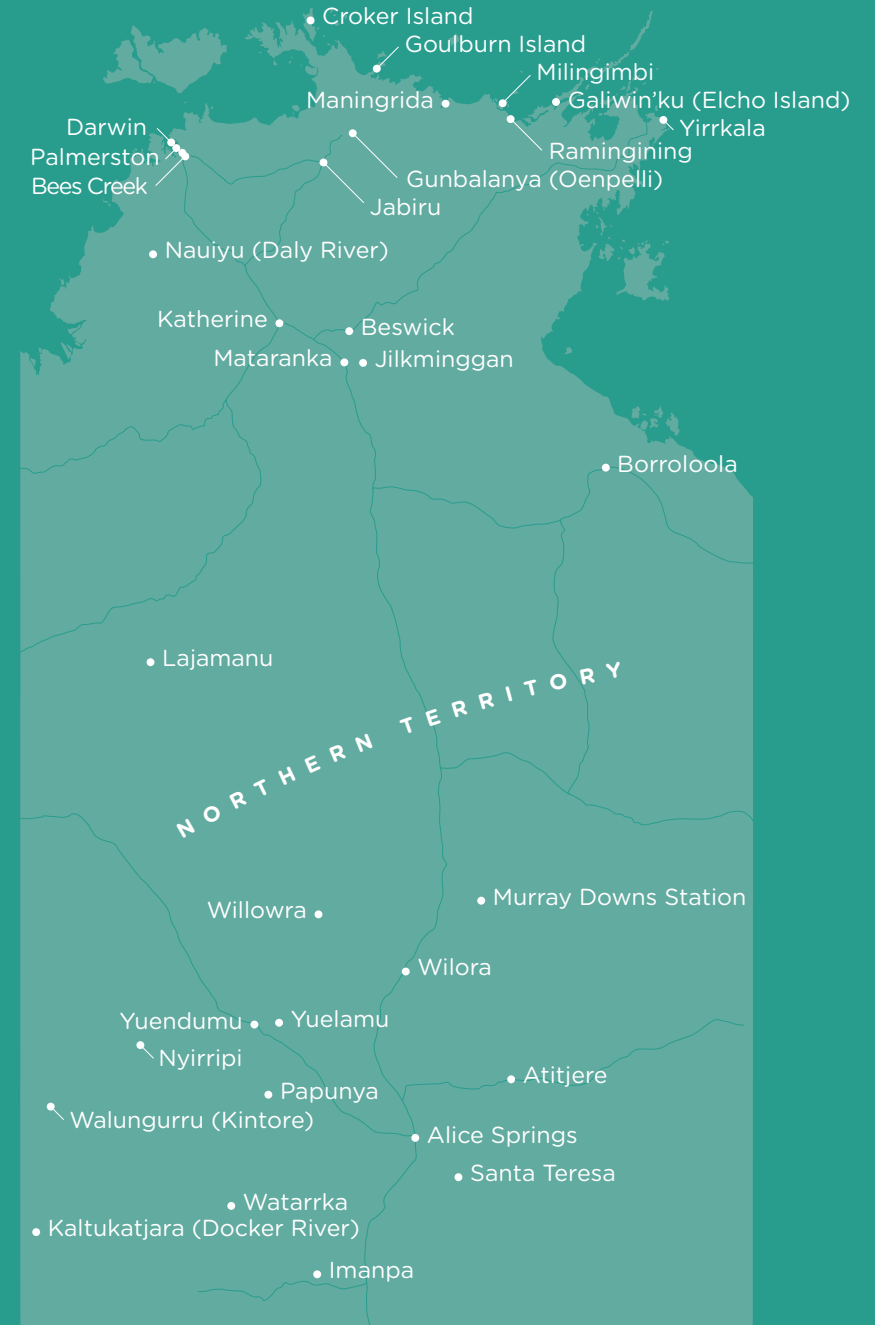 Croker Island
Goulburn Island
Milingimbi
Maningrida
Galiwin’ku (Elcho Island)
Darwin
Yirrkala
Palmerston
Ramingining
Bees Creek
Gunbalanya (Oenpelli)
Jabiru
Nauiyu (Daly River)
Katherine
Beswick
Mataranka
Jilkminggan
Borroloola
Lajamanu
NORTHERN TERRITORY
Murray Downs Station
Willowra
Wilora
Yuendumu
Yuelamu
Nyirripi
Atitjere
Papunya
Walungurru (Kintore)
Alice Springs
Santa Teresa
Watarrka
Kaltukatjara (Docker River)
Imanpa